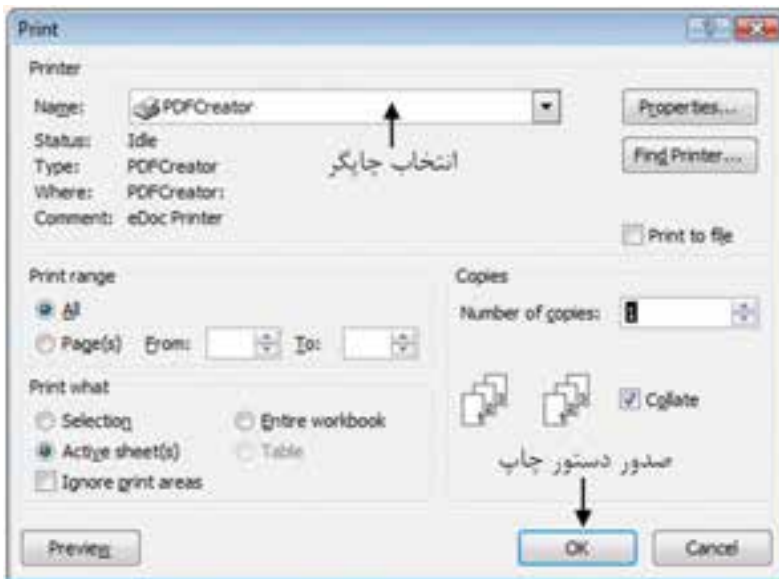 Print
Printer
Name: PDFCreator
Properties...
Status: Idle
انتخاب چاپگر
Find Printer...
Type: PDFCreator
Where: PDFCreator:
Comment: eDoc Printer
Print to file
Print range
All
Page(s) From: To:
Copies
Number of copies: 1
Print what
Selection Entire workbook
Active sheet(s) Table
Ignore print areas
Collate
صدور دستور چاپ
Preview
OK
Cancel